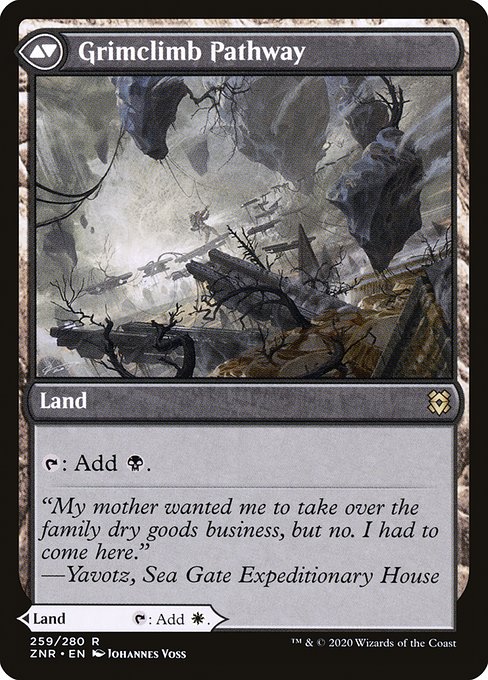 Grimclimb Pathway
Land
: Add .
“My mother wanted me to take over the
family dry goods business, but no. I had to
come here.”
—Yavotz, Sea Gate Expeditionary House
Land : Add .
259/280 R
ZNR • EN Johannes Voss
™ & © 2020 Wizards of the Coast